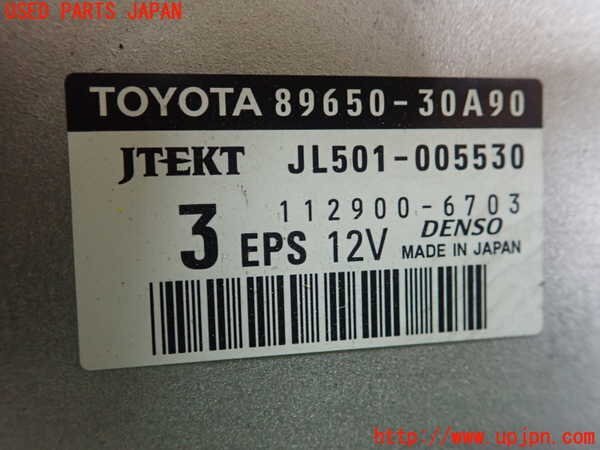 USED PARTS JAPAN
TOYOTA 89650-30A90
JTEKT JL501-005530
112900-6703
3 EPS 12V DENSO
MADE IN JAPAN
http://www.upjpn.com/